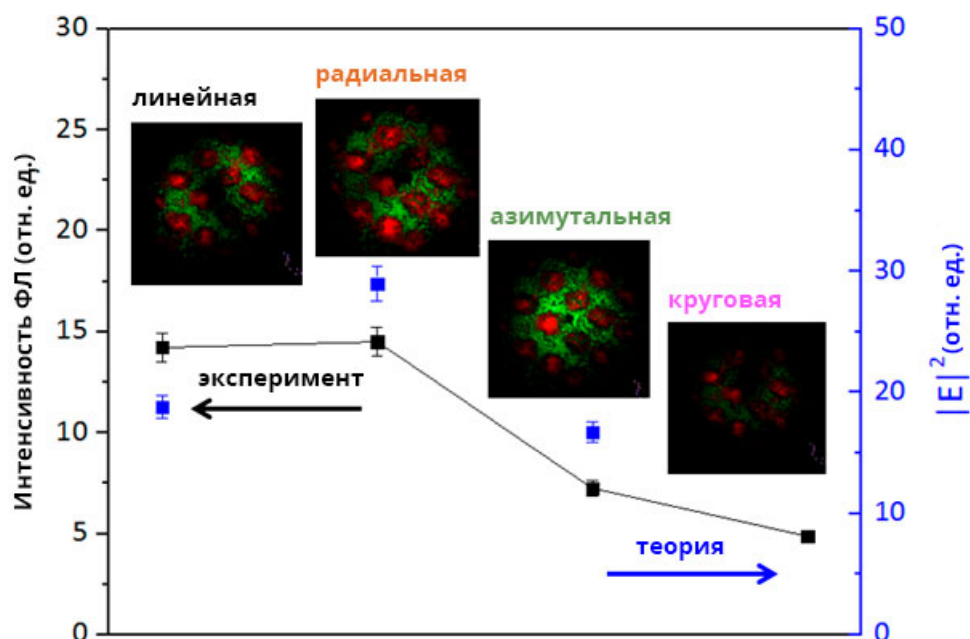 30
25
20
15
10
5
0
Интенсивность ФЛ (отн. ед.)
линейная
радиальная
азимутальная
круговая
эксперимент
теория
50
40
30
20
10
0
|E|² (отн. ед.)